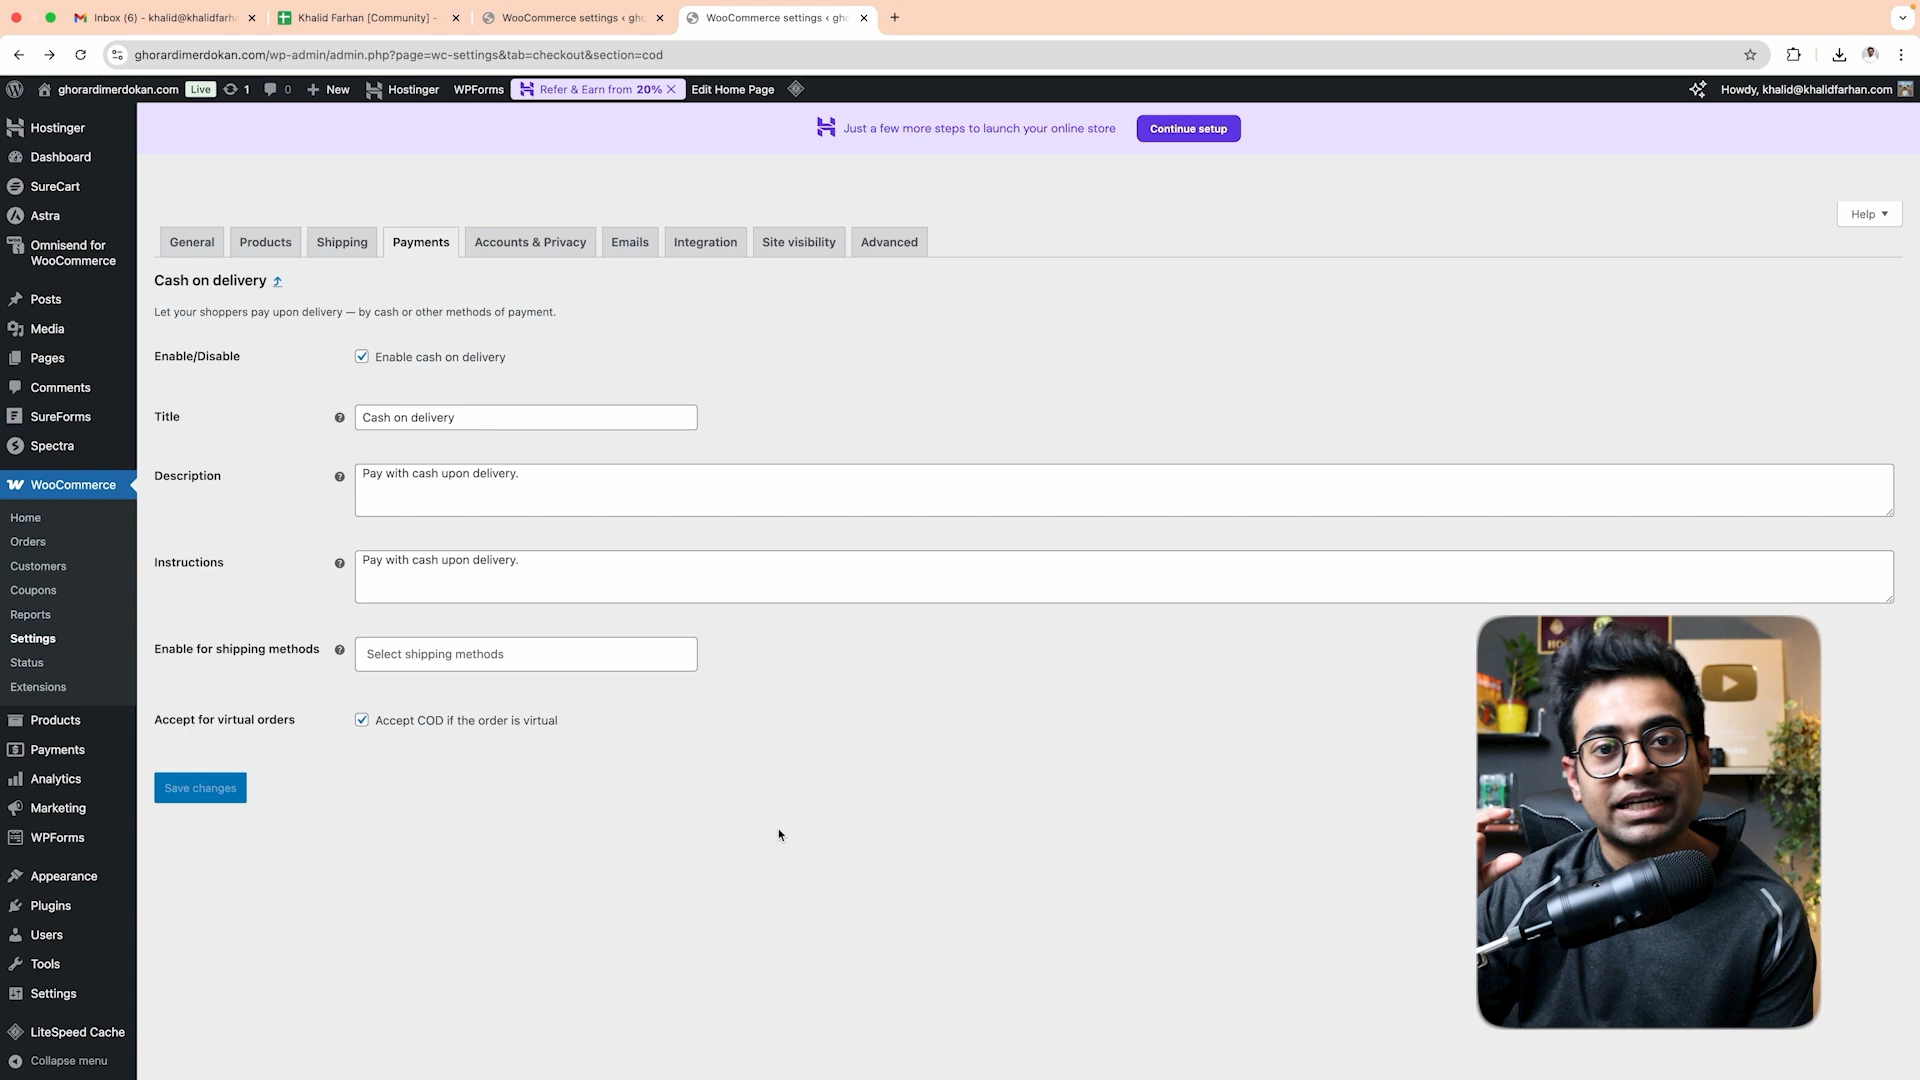 Inbox (6) - khalid@khalidfarh
Khalid Farhan [Community] -
WooCommerce settings ‹ gho
WooCommerce settings ‹ gho
ghorardimerdokan.com/wp-admin/admin.php?page=wc-settings&tab=checkout&section=cod
ghorardimerdokan.com
Live
1
0
New
Hostinger
WPForms
Refer & Earn from 20%
Edit Home Page
Howdy, khalid@khalidfarhan.com
Just a few more steps to launch your online store
Continue setup
Hostinger
Dashboard
SureCart
Astra
Omnisend for
WooCommerce
Posts
Media
Pages
Comments
SureForms
Spectra
WooCommerce
Home
Orders
Customers
Coupons
Reports
Settings
Status
Extensions
Products
Payments
Analytics
Marketing
WPForms
Appearance
Plugins
Users
Tools
Settings
LiteSpeed Cache
Collapse menu
Help
General
Products
Shipping
Payments
Accounts & Privacy
Emails
Integration
Site visibility
Advanced
Cash on delivery
Let your shoppers pay upon delivery — by cash or other methods of payment.
Enable/Disable
Enable cash on delivery
Title
Cash on delivery
Description
Pay with cash upon delivery.
Instructions
Pay with cash upon delivery.
Enable for shipping methods
Select shipping methods
Accept for virtual orders
Accept COD if the order is virtual
Save changes